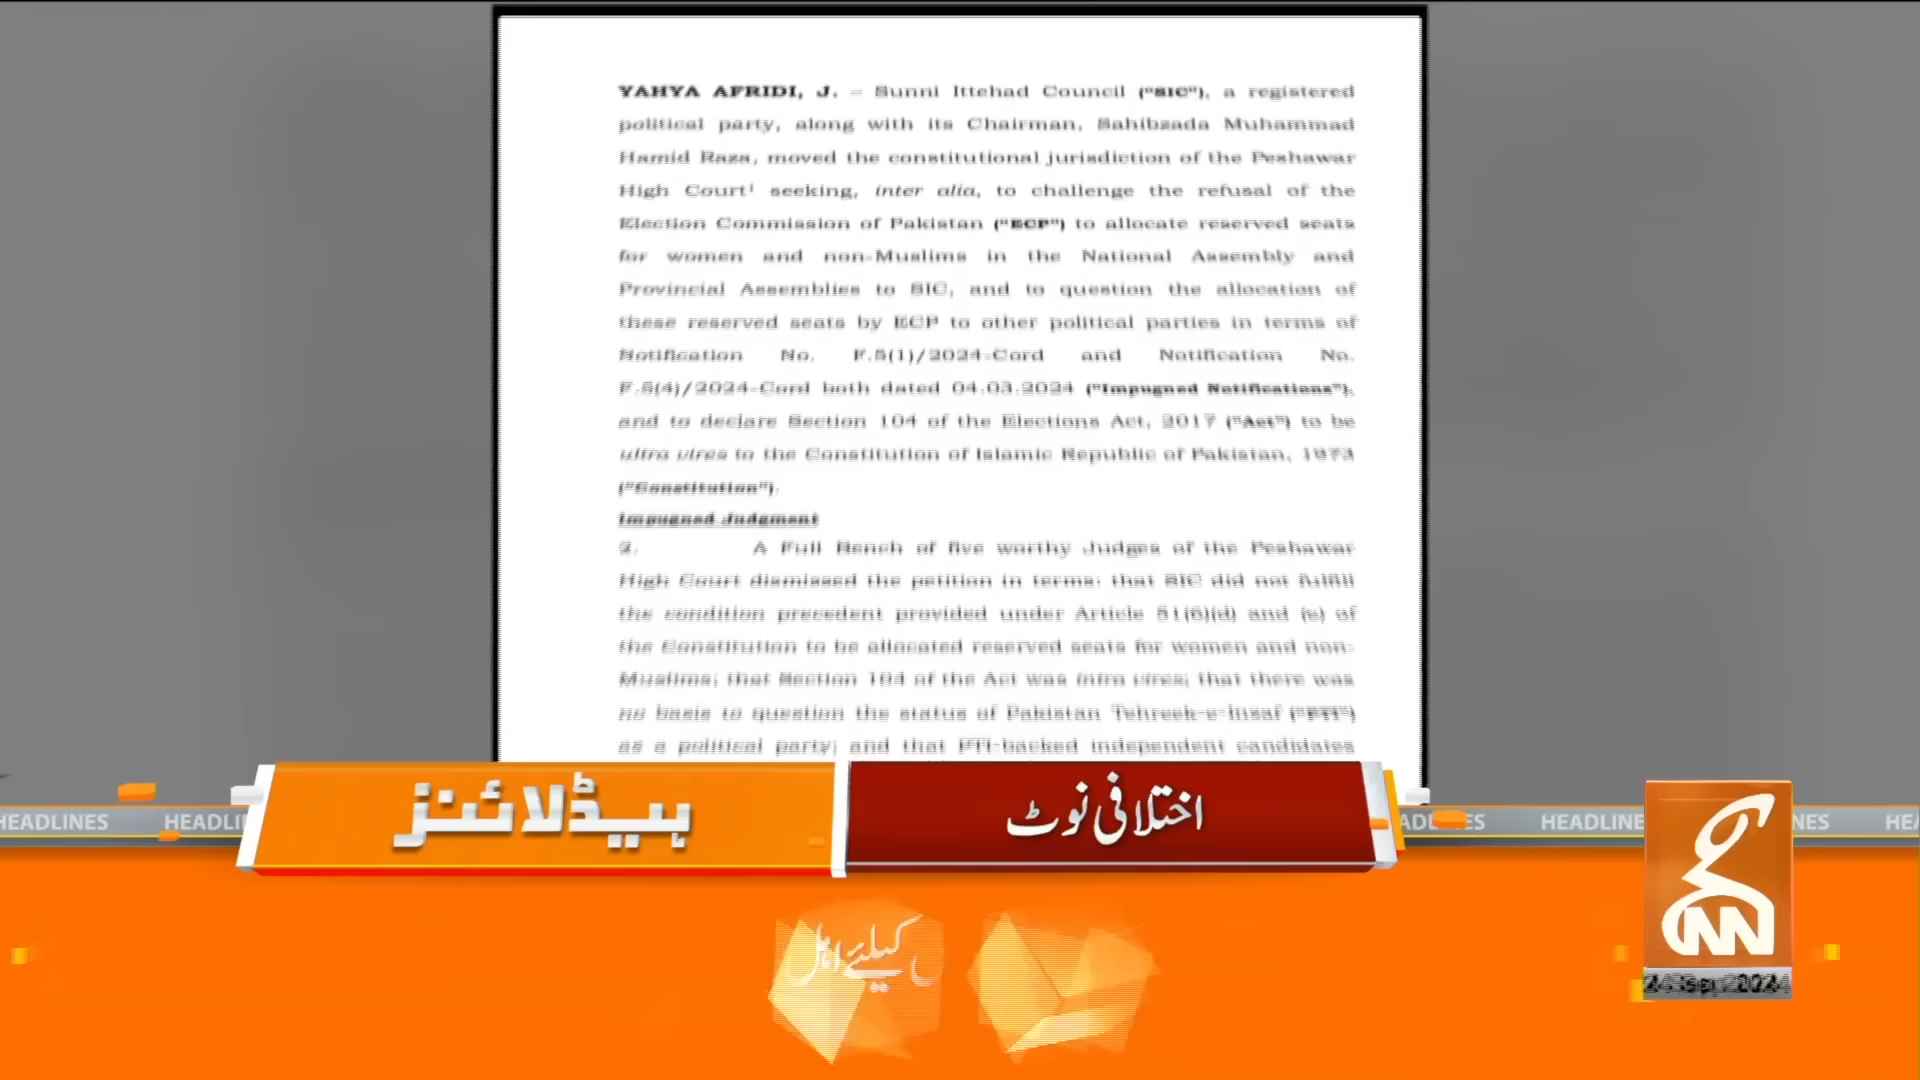 YAHYA AFRIDI, J. – Sunni Ittehad Council ("SIC"), a registered
political party, along with its Chairman, Sahibzada Muhammad
Hamid Raza, moved the constitutional jurisdiction of the Peshawar
High Court¹ seeking, inter alia, to challenge the refusal of the
Election Commission of Pakistan ("ECP") to allocate reserved seats
for women and non-Muslims in the National Assembly and
Provincial Assemblies to SIC, and to question the allocation of
these reserved seats by ECP to other political parties in terms of
Notification No. F.5(1)/2024-Cord and Notification No.
F.5(4)/2024-Cord both dated 04.03.2024 ("Impugned Notifications"),
and to declare Section 104 of the Elections Act, 2017 ("Act") to be
ultra vires to the Constitution of Islamic Republic of Pakistan, 1973
("Constitution").
Impugned Judgment
2. A Full Bench of five worthy Judges of the Peshawar
High Court dismissed the petition in terms: that SIC did not fulfil
the condition precedent provided under Article 51(6)(d) and (e) of
the Constitution to be allocated reserved seats for women and non-
Muslims; that Section 104 of the Act was intra vires; that there was
no basis to question the status of Pakistan Tehreek-e-Insaf ("PTI")
as a political party; and that PTI-backed independent candidates
اختلافی نوٹ
ہیڈلائنز
HEADLINES
HEADLINES
GNN
24 Sep 2024
کیلئے